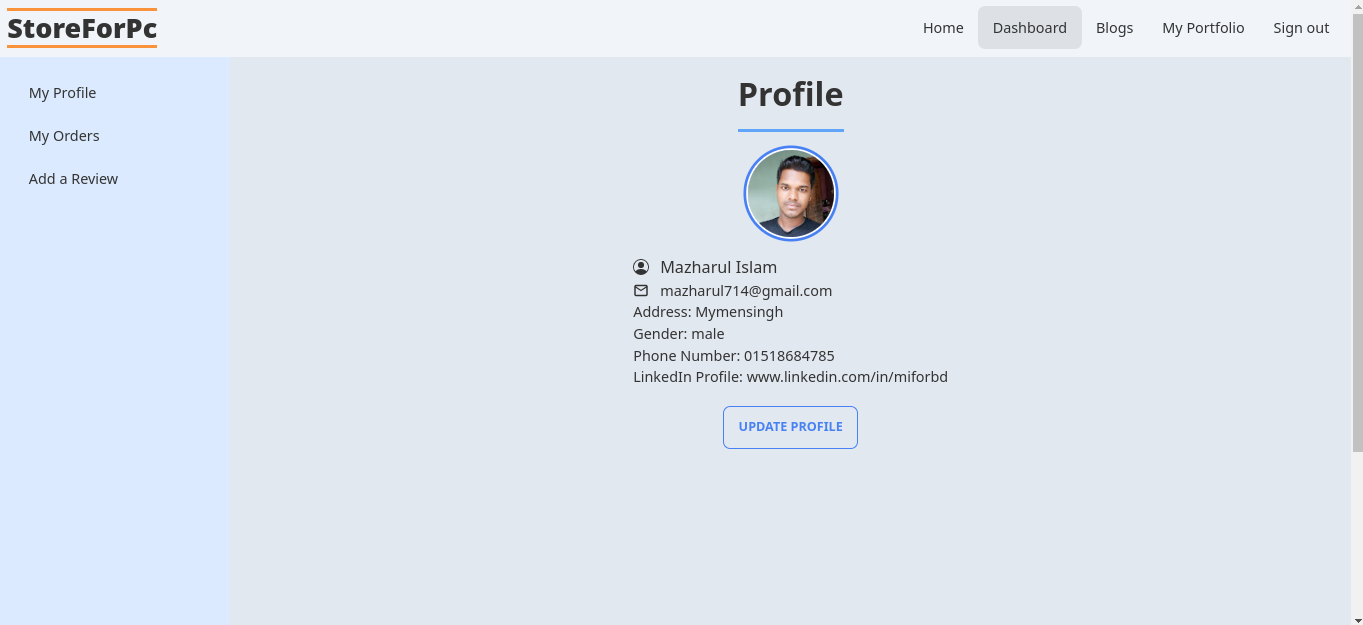 StoreForPc
Home Dashboard Blogs My Portfolio Sign out
My Profile
My Orders
Add a Review
Profile
Mazharul Islam
mazharul714@gmail.com
Address: Mymensingh
Gender: male
Phone Number: 01518684785
LinkedIn Profile: www.linkedin.com/in/miforbd
UPDATE PROFILE